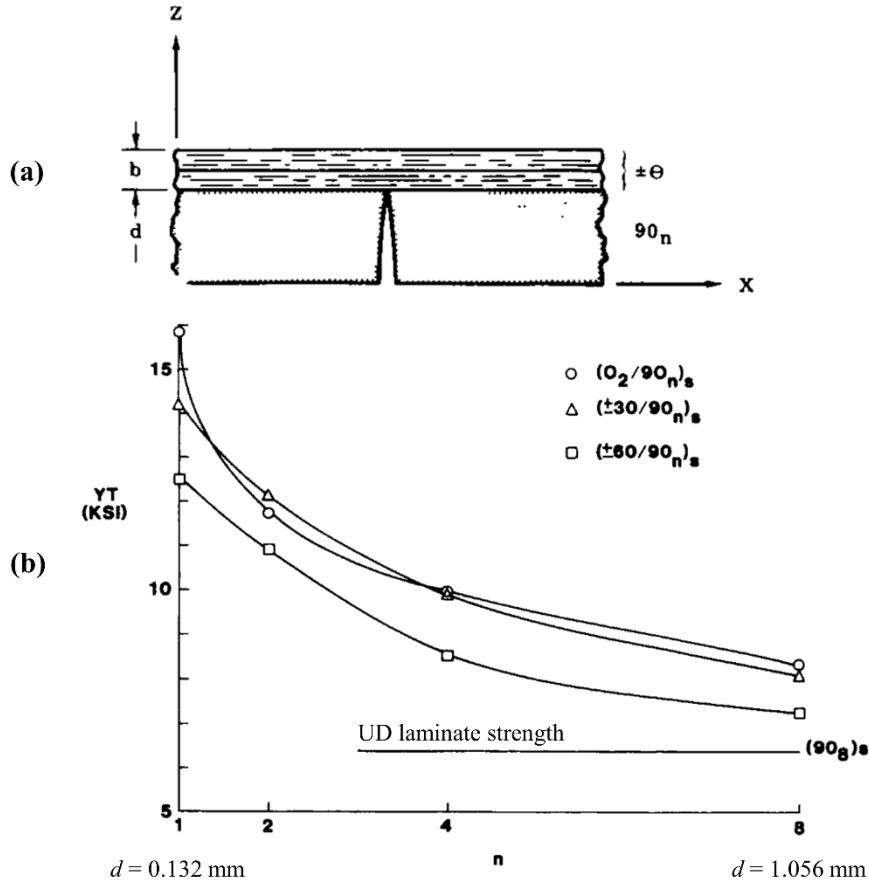 Z
(a)
b
±Θ
d
90n
X
15
(O2/90n)s
(±30/90n)s
(±60/90n)s
YT
(KSI)
(b)
10
UD laminate strength
(908)s
5
1
2
4
8
n
d = 0.132 mm
d = 1.056 mm